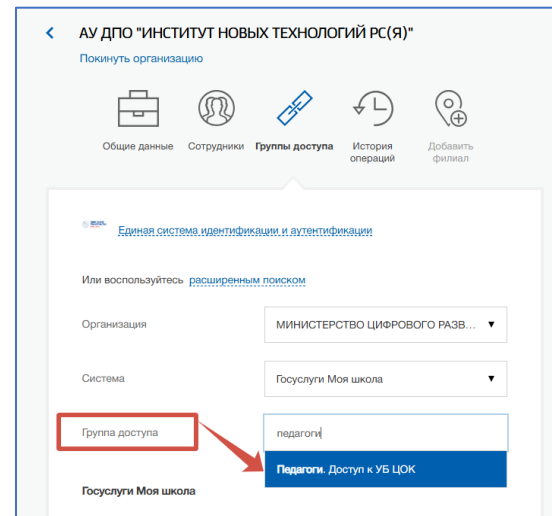 АУ ДПО "ИНСТИТУТ НОВЫХ ТЕХНОЛОГИЙ РС(Я)"
Покинуть организацию
Общие данные
Сотрудники
Группы доступа
История
операций
Добавить
филиал
Единая система идентификации и аутентификации
Или воспользуйтесь расширенным поиском
Организация
МИНИСТЕРСТВО ЦИФРОВОГО РАЗВ...
Система
Госуслуги Моя школа
Группа доступа
педагоги
Педагоги. Доступ к УБ ЦОК
Госуслуги Моя школа